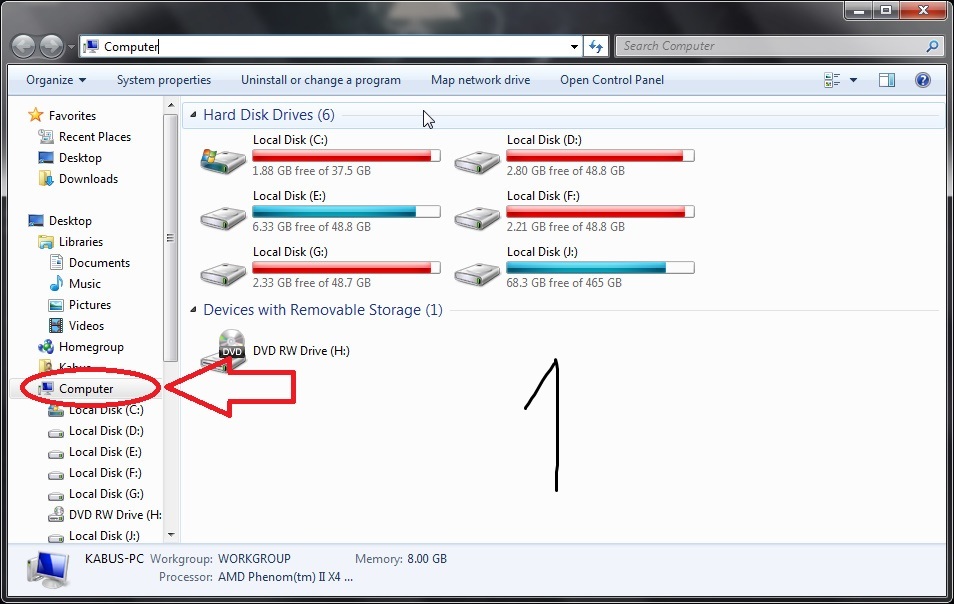 Computer
Search Computer
Organize
System properties
Uninstall or change a program
Map network drive
Open Control Panel
Favorites
Recent Places
Desktop
Downloads
Desktop
Libraries
Documents
Music
Pictures
Videos
Homegroup
Computer
Local Disk (C:)
Local Disk (D:)
Local Disk (E:)
Local Disk (F:)
Local Disk (G:)
DVD RW Drive (H:
Local Disk (J:)
Hard Disk Drives (6)
Local Disk (C:)
1.88 GB free of 37.5 GB
Local Disk (D:)
2.80 GB free of 48.8 GB
Local Disk (E:)
6.33 GB free of 48.8 GB
Local Disk (F:)
2.21 GB free of 48.8 GB
Local Disk (G:)
2.33 GB free of 48.7 GB
Local Disk (J:)
68.3 GB free of 465 GB
Devices with Removable Storage (1)
DVD
DVD RW Drive (H:)
1
KABUS-PC Workgroup: WORKGROUP Memory: 8.00 GB
Processor: AMD Phenom(tm) II X4 ...